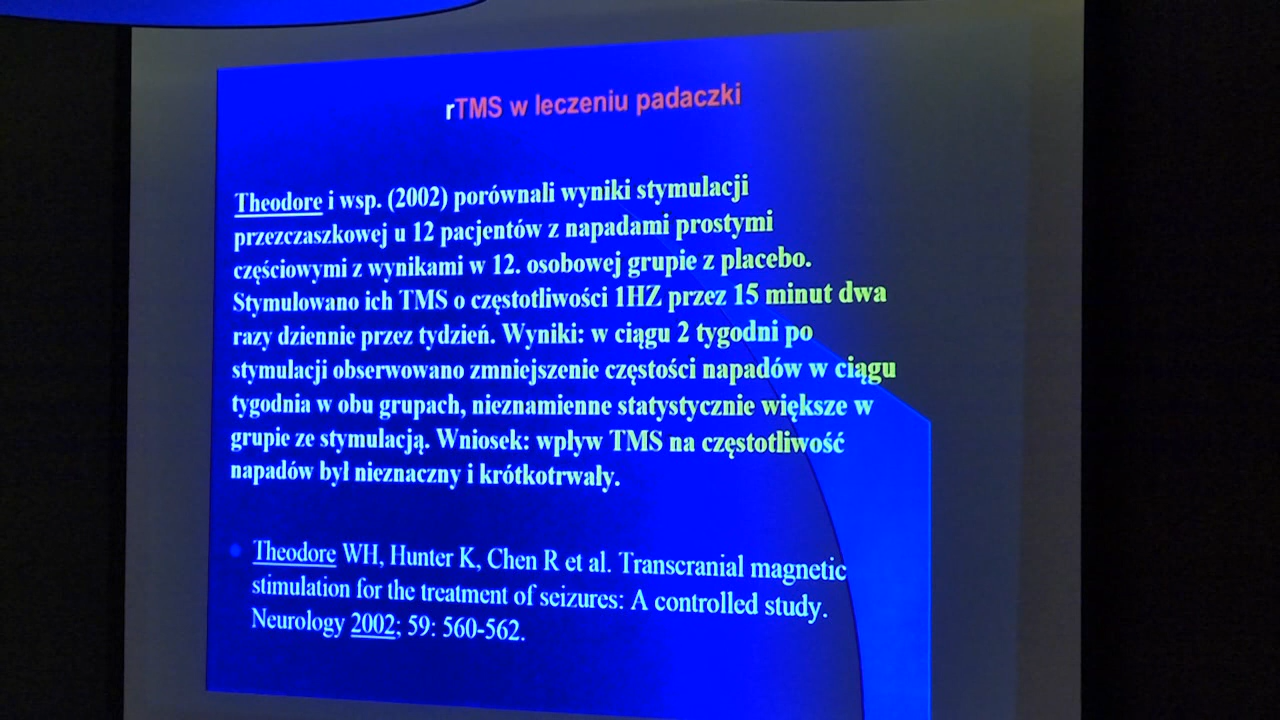 rTMS w leczeniu padaczki
Theodore i wsp. (2002) porównali wyniki stymulacji
przezczaszkowej u 12 pacjentów z napadami prostymi
częściowymi z wynikami w 12. osobowej grupie z placebo.
Stymulowano ich TMS o częstotliwości 1HZ przez 15 minut dwa
razy dziennie przez tydzień. Wyniki: w ciągu 2 tygodni po
stymulacji obserwowano zmniejszenie częstości napadów w ciągu
tygodnia w obu grupach, nieznamienne statystycznie większe w
grupie ze stymulacją. Wniosek: wpływ TMS na częstotliwość
napadów był nieznaczny i krótkotrwały.
Theodore WH, Hunter K, Chen R et al. Transcranial magnetic
stimulation for the treatment of seizures: A controlled study.
Neurology 2002; 59: 560-562.